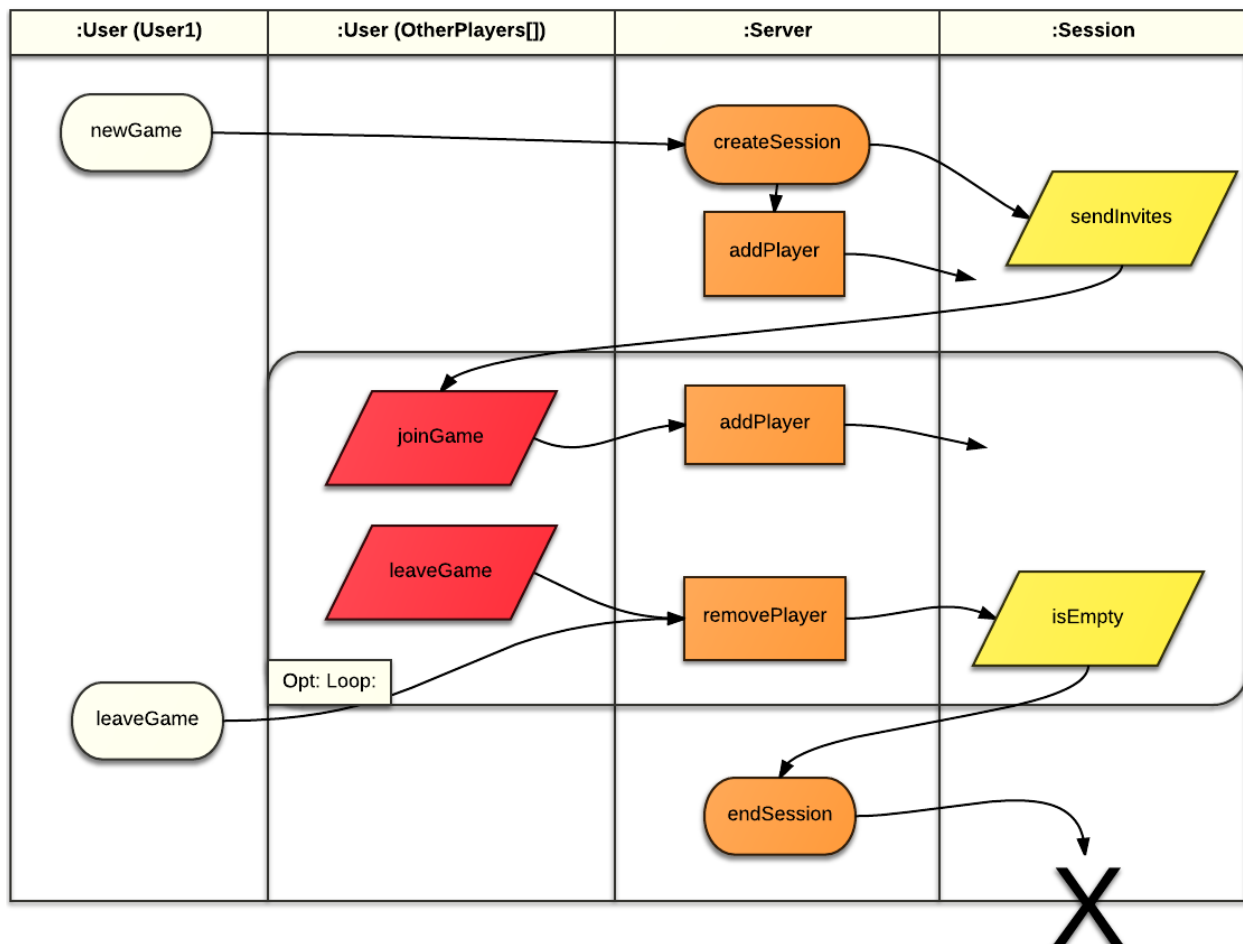 :User (User1)
:User (OtherPlayers[])
:Server
:Session
newGame
createSession
sendInvites
addPlayer
joinGame
addPlayer
leaveGame
removePlayer
isEmpty
Opt: Loop:
leaveGame
endSession
X